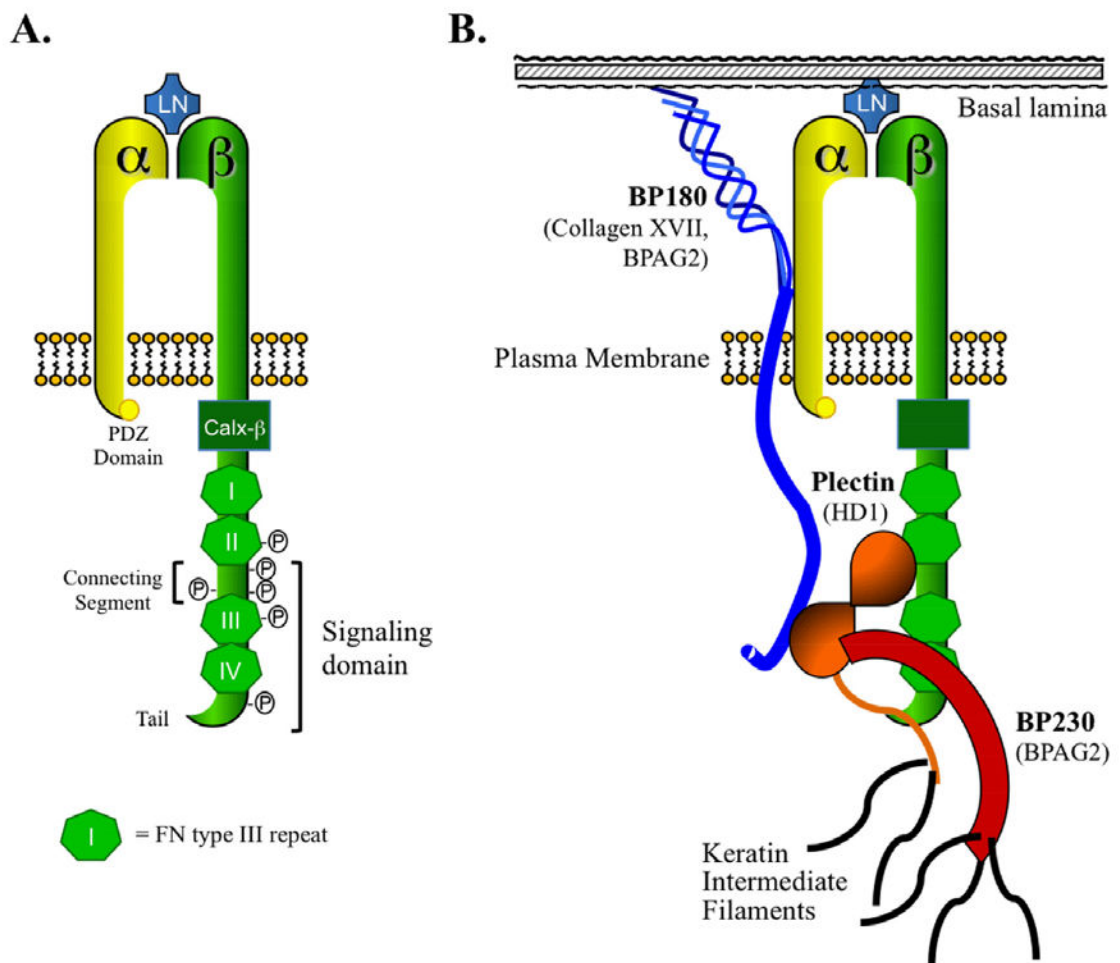 A.
LN
α β
PDZ
Domain
Calx-β
I
II
P
P
Connecting
Segment
P
P
III
P
IV
Signaling
domain
Tail
P
I
= FN type III repeat
B.
LN
Basal lamina
α β
BP180
(Collagen XVII,
BPAG2)
Plasma Membrane
Plectin
(HD1)
BP230
(BPAG2)
Keratin
Intermediate
Filaments